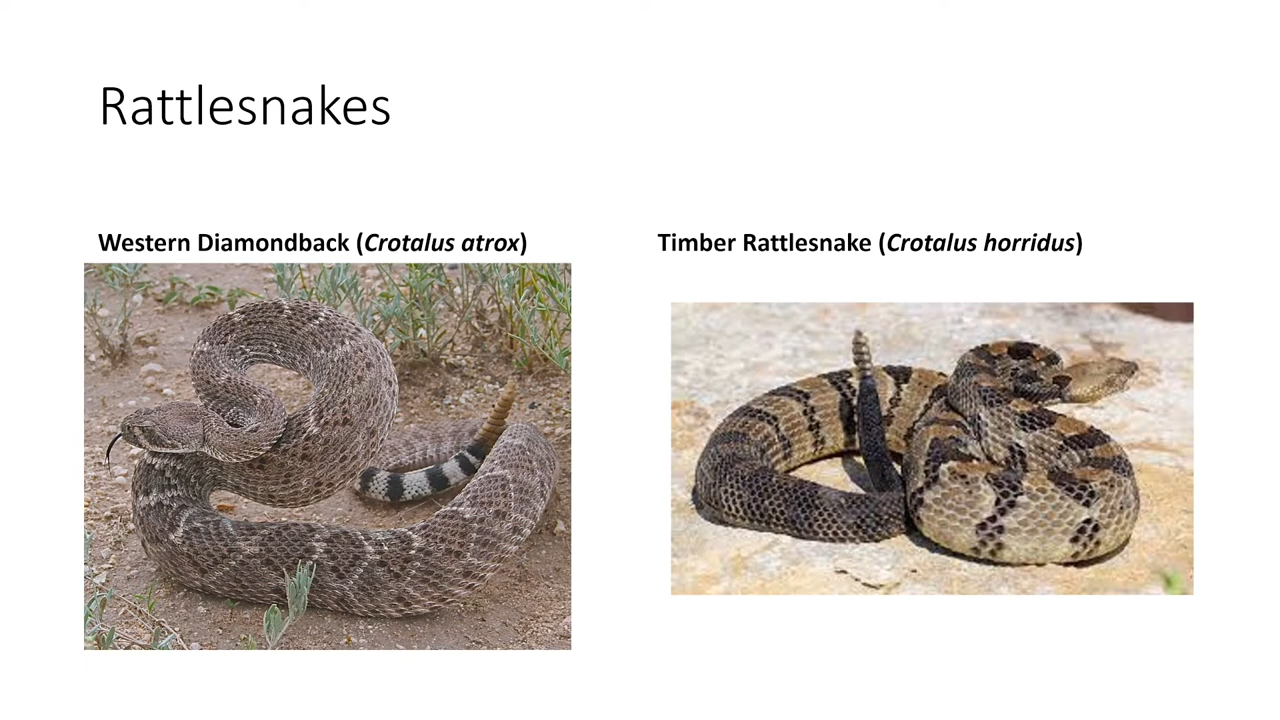 Rattlesnakes
Western Diamondback (Crotalus atrox)
Timber Rattlesnake (Crotalus horridus)